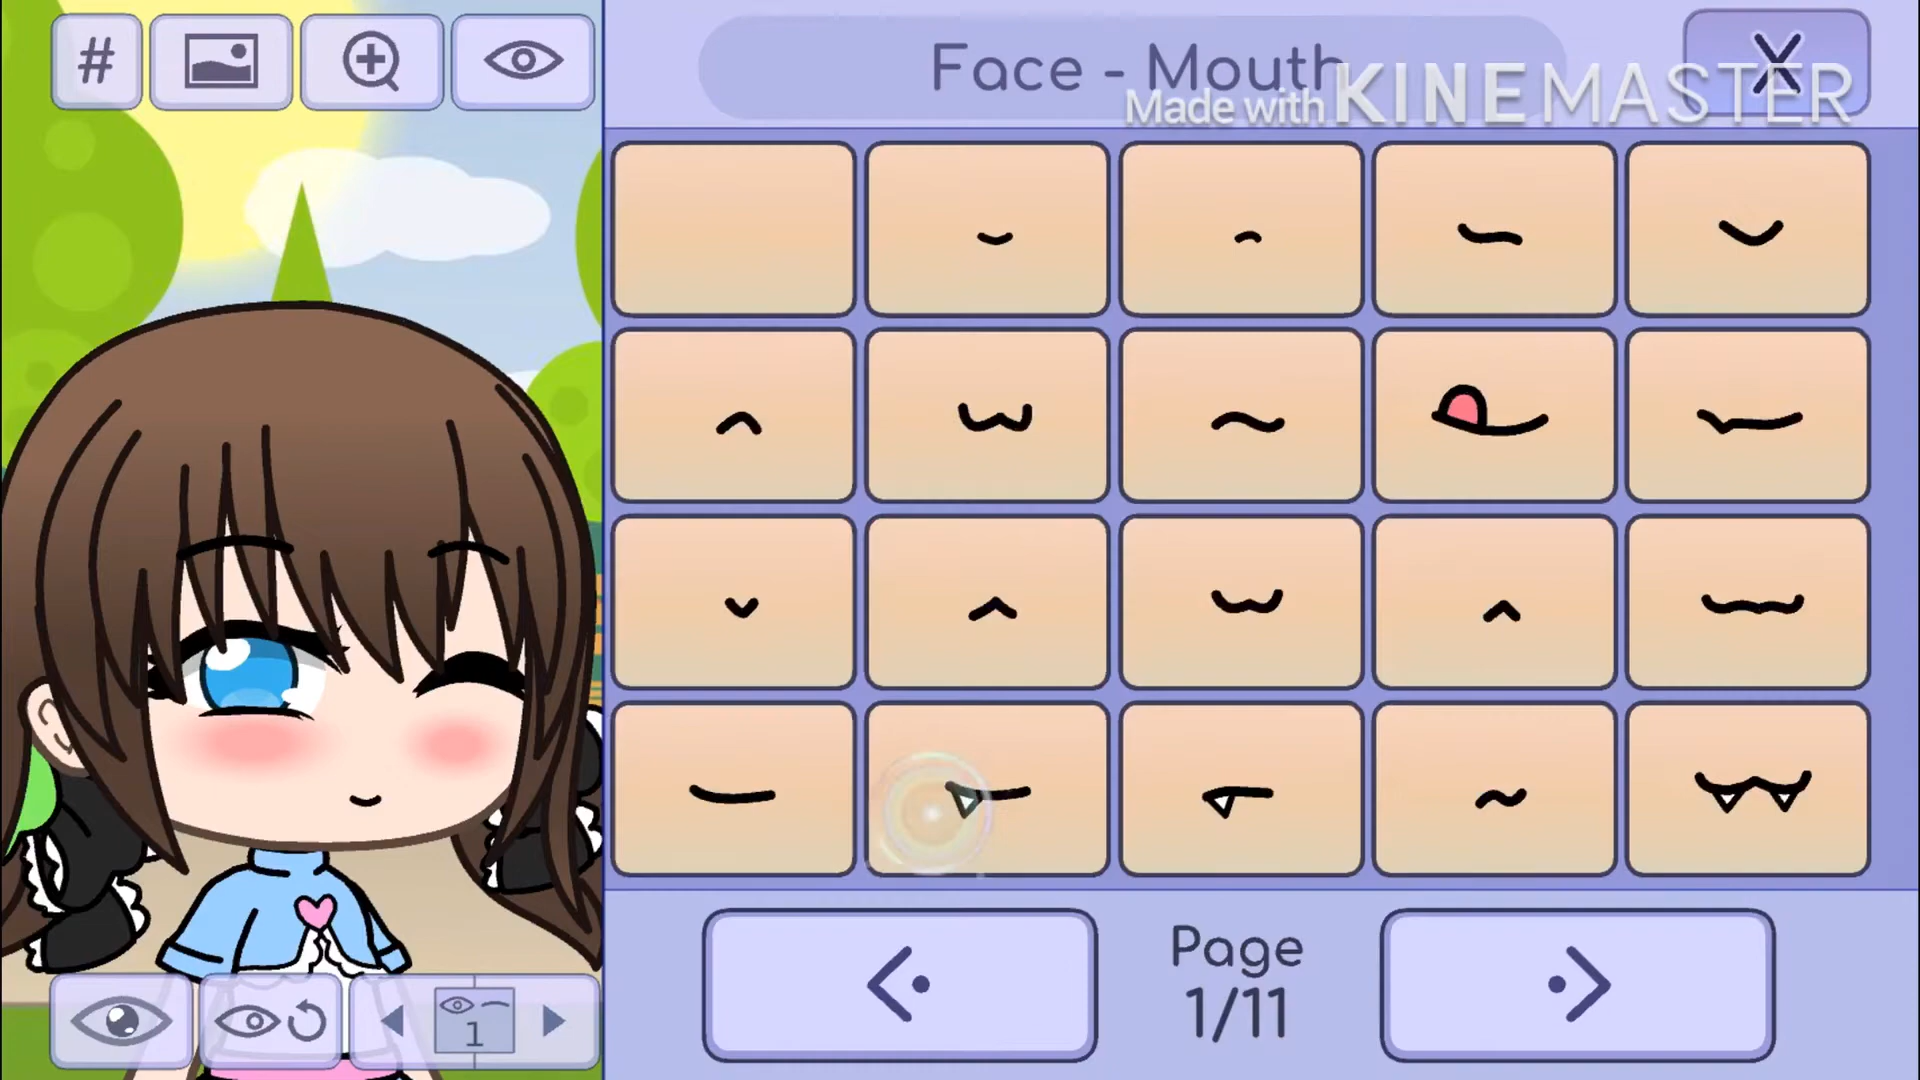 #
Face - Mouth
X
Made with KINEMASTER
1
Page
1/11